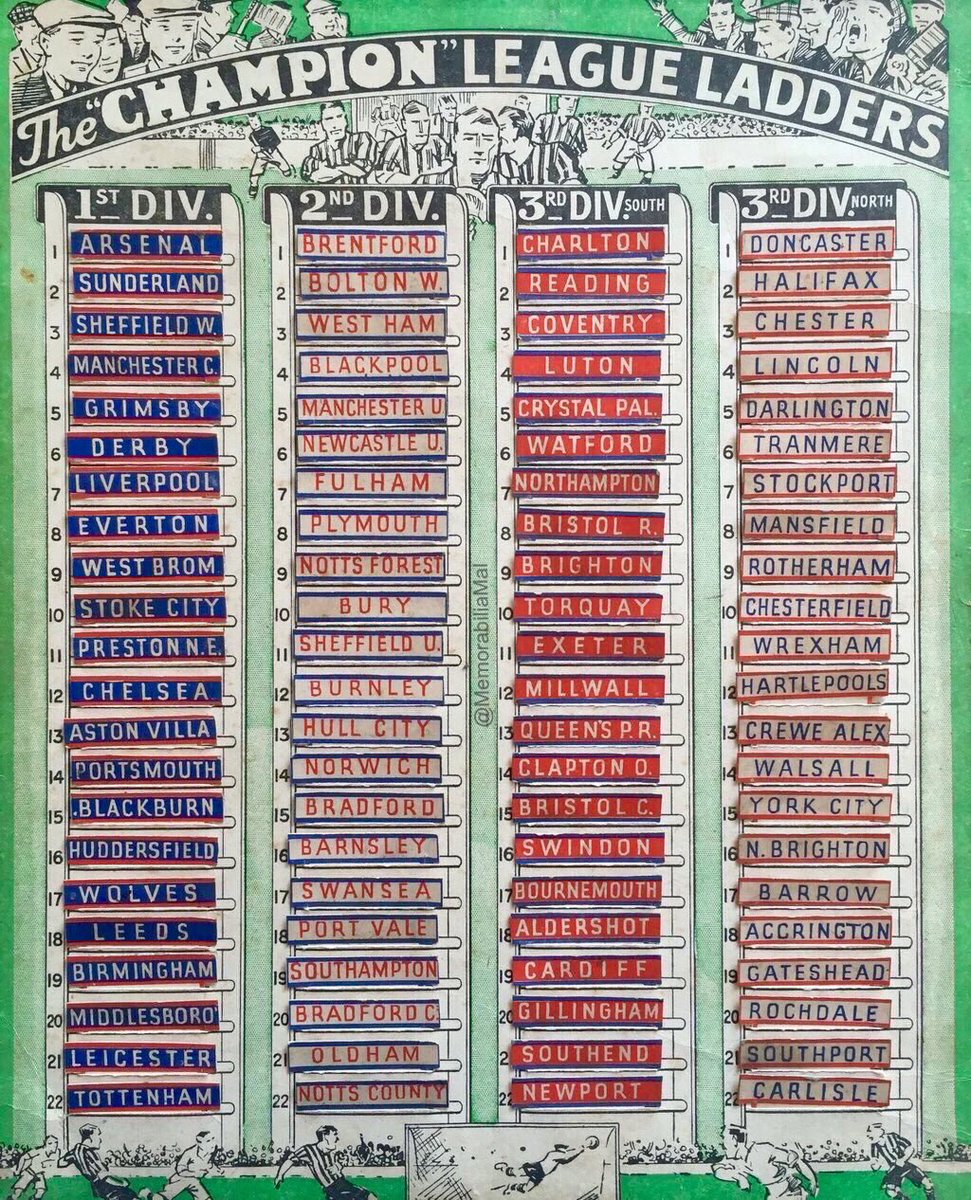 The "CHAMPION" LEAGUE LADDERS
1ST DIV.
1 ARSENAL
2 SUNDERLAND
3 SHEFFIELD W.
4 MANCHESTER C.
5 GRIMSBY
6 DERBY
7 LIVERPOOL
8 EVERTON
9 WEST BROM
10 STOKE CITY
11 PRESTON N.E.
12 CHELSEA
13 ASTON VILLA
14 PORTSMOUTH
15 BLACKBURN
16 HUDDERSFIELD
17 WOLVES
18 LEEDS
19 BIRMINGHAM
20 MIDDLESBORO'
21 LEICESTER
22 TOTTENHAM
2ND DIV.
1 BRENTFORD
2 BOLTON W.
3 WEST HAM
4 BLACKPOOL
5 MANCHESTER U.
6 NEWCASTLE U.
7 FULHAM
8 PLYMOUTH
9 NOTTS FOREST
10 BURY
11 SHEFFIELD U.
12 BURNLEY
13 HULL CITY
14 NORWICH
15 BRADFORD
16 BARNSLEY
17 SWANSEA
18 PORT VALE
19 SOUTHAMPTON
20 BRADFORD C.
21 OLDHAM
22 NOTTS COUNTY
3RD DIV. SOUTH
1 CHARLTON
2 READING
3 COVENTRY
4 LUTON
5 CRYSTAL PAL.
6 WATFORD
7 NORTHAMPTON
8 BRISTOL R.
9 BRIGHTON
10 TORQUAY
11 EXETER
12 MILLWALL
13 QUEEN'S P.R.
14 CLAPTON O.
15 BRISTOL C.
16 SWINDON
17 BOURNEMOUTH
18 ALDERSHOT
19 CARDIFF
20 GILLINGHAM
2 SOUTHEND
22 NEWPORT
3RD DIV. NORTH
1 DONCASTER
2 HALIFAX
3 CHESTER
4 LINCOLN
5 DARLINGTON
6 TRANMERE
7 STOCKPORT
8 MANSFIELD
9 ROTHERHAM
10 CHESTERFIELD
11 WREXHAM
12 HARTLEPOOLS
13 CREWE ALEX
14 WALSALL
15 YORK CITY
16 N. BRIGHTON
17 BARROW
18 ACCRINGTON
19 GATESHEAD
20 ROCHDALE
21 SOUTHPORT
22 CARLISLE
@MemorabiliaMal